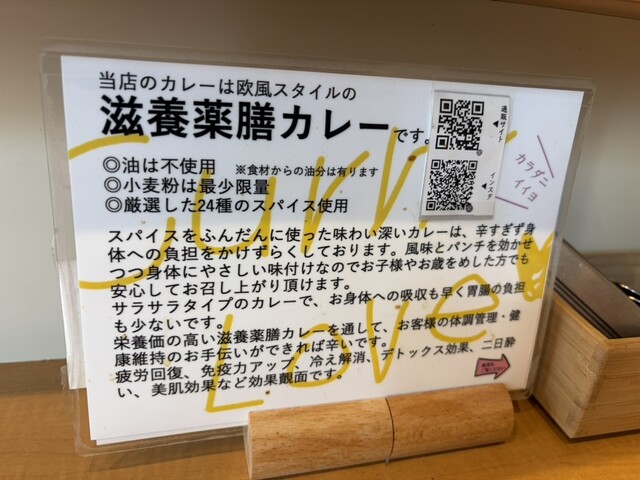 当店のカレーは欧風スタイルの
滋養薬膳カレーです。
◎油は不使用 ※食材からの油分は有ります
◎小麦粉は最少限量
◎厳選した24種のスパイス使用
通販サイト
インスタ
カラダニ
イイヨ
スパイスをふんだんに使った味わい深いカレーは、辛すぎず身
体への負担をかけずらくしております。風味とパンチを効かせ
つつ身体にやさしい味付けなのでお子様やお歳をめした方でも
安心してお召し上がり頂けます。
サラサラタイプのカレーで、お身体への吸収も早く胃腸の負担
も少ないです。
栄養価の高い滋養薬膳カレーを通して、お客様の体調管理・健
康維持のお手伝いができれば辛いです。
疲労回復、免疫力アップ、冷え解消、デトックス効果、二日酔
い、美肌効果など効果覿面です。
Curry
Love